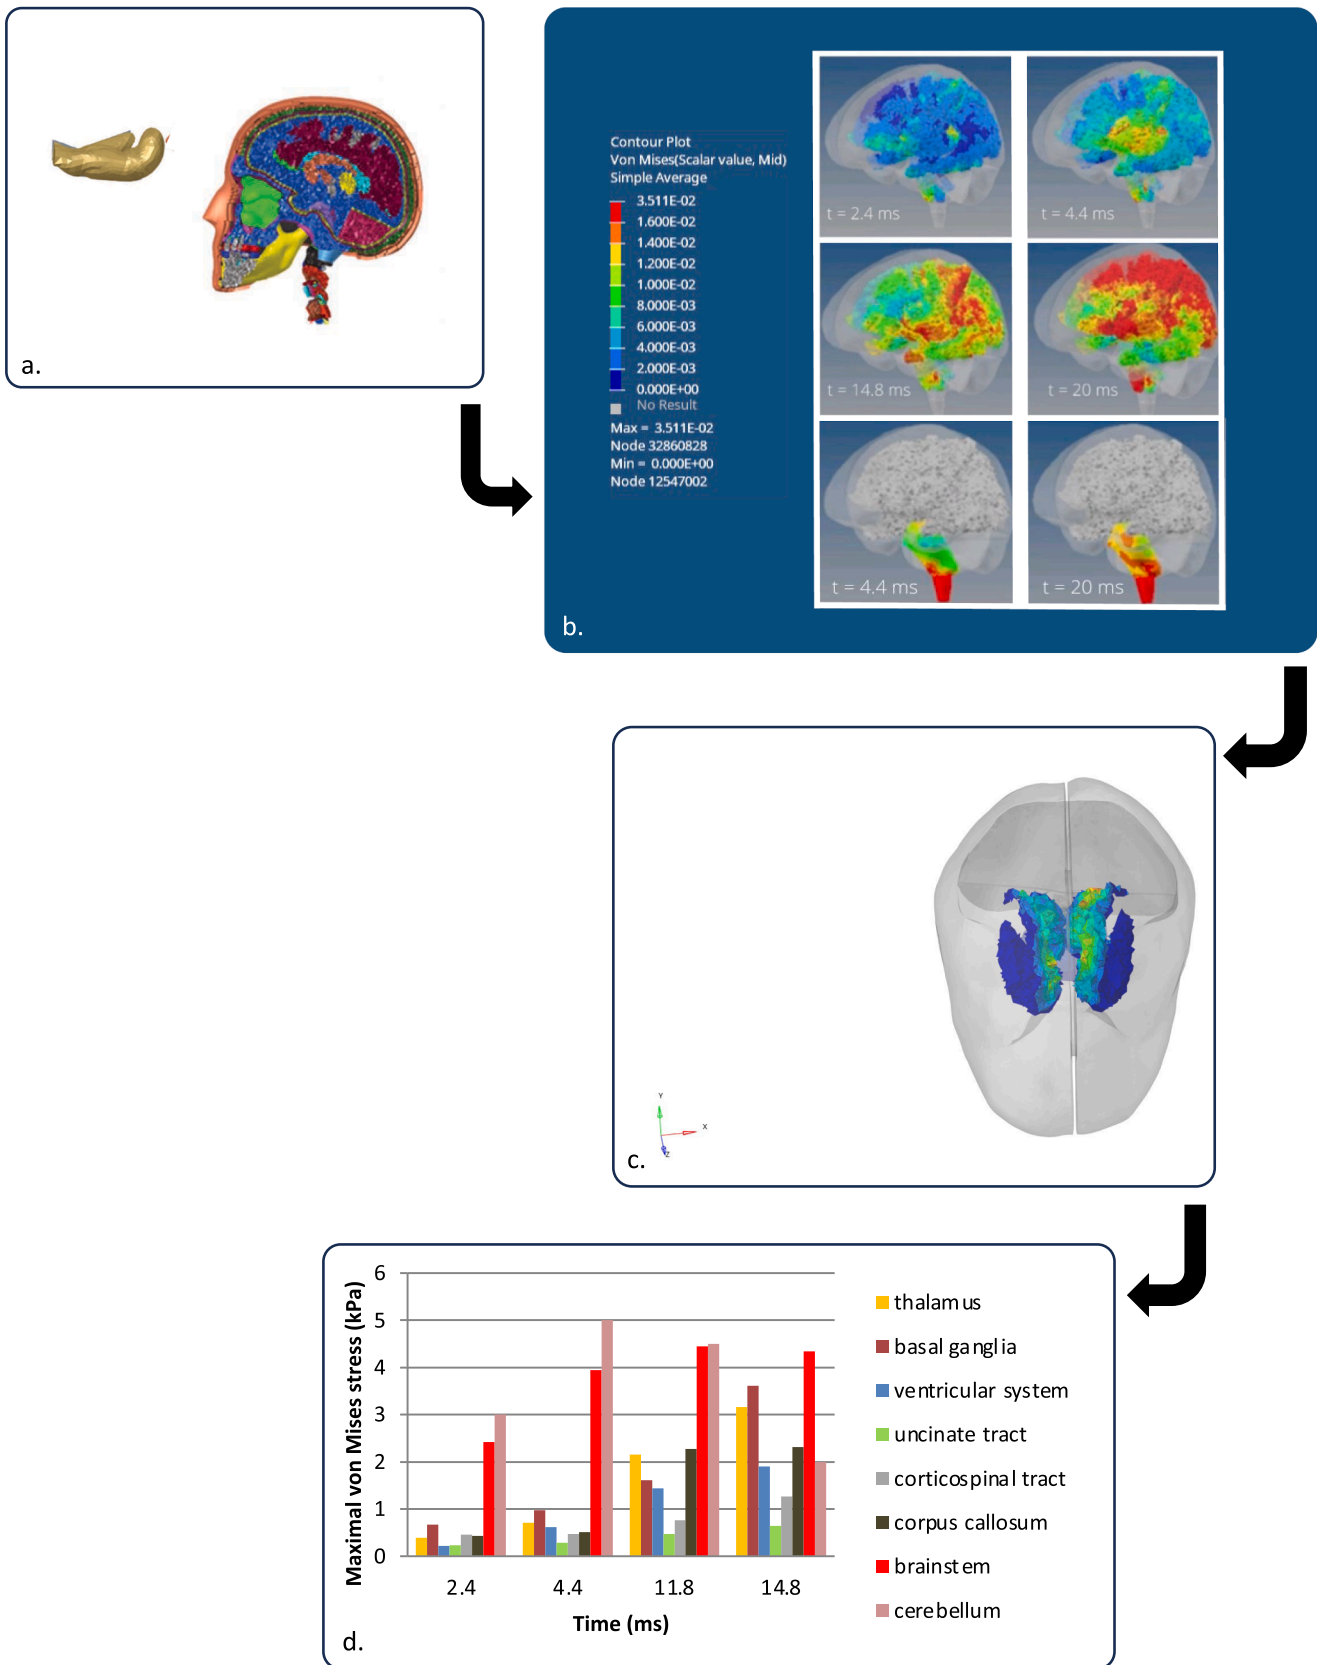 a.
Contour Plot
Von Mises(Scalar value, Mid)
Simple Average
3.511E-02
1.600E-02
1.400E-02
1.200E-02
1.000E-02
8.000E-03
6.000E-03
4.000E-03
2.000E-03
0.000E+00
No Result
Max = 3.511E-02
Node 32860828
Min = 0.000E+00
Node 12547002
t = 2.4 ms
t = 4.4 ms
t = 14.8 ms
t = 20 ms
t = 4.4 ms
t = 20 ms
b.
Y
X
Z
c.
Maximal von Mises stress (kPa)
6
5
4
3
2
1
0
2.4 4.4 11.8 14.8
Time (ms)
thalamus
basal ganglia
ventricular system
uncinate tract
corticospinal tract
corpus callosum
brainstem
cerebellum
d.